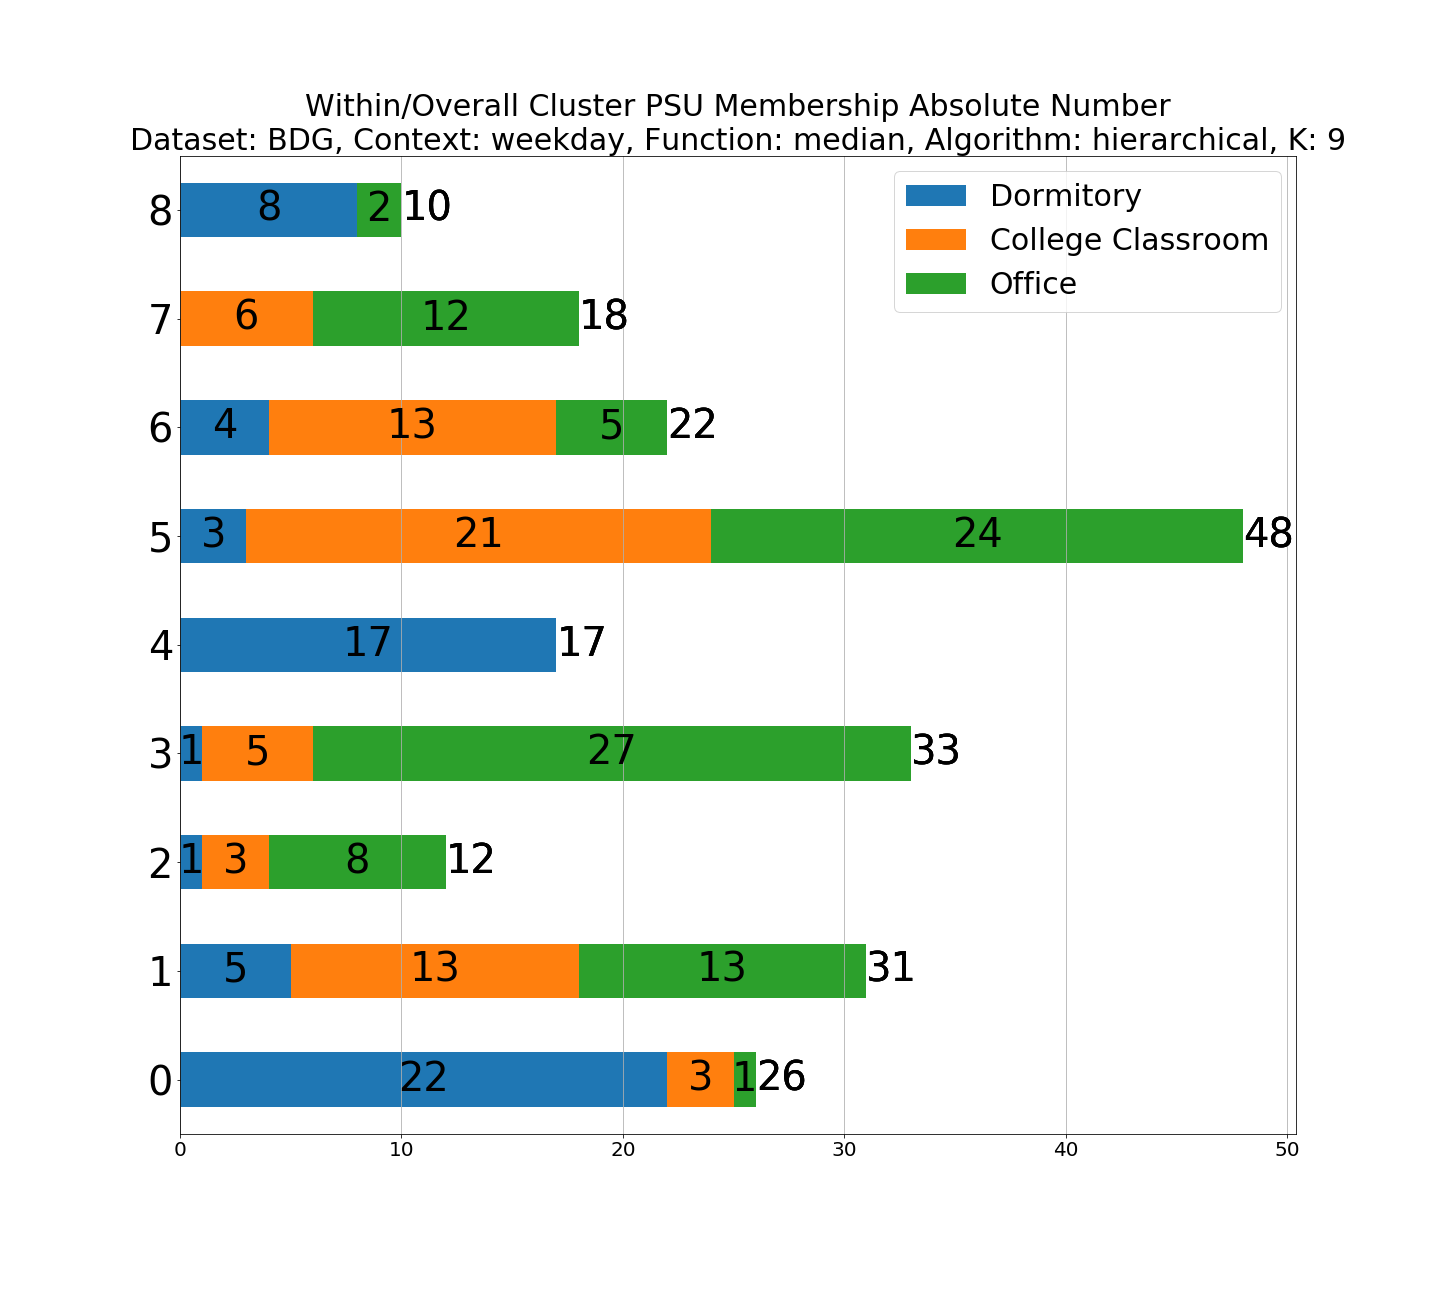 Within/Overall Cluster PSU Membership Absolute Number
Dataset: BDG, Context: weekday, Function: median, Algorithm: hierarchical, K: 9
Dormitory
College Classroom
Office
8 8 2 10
7 6 12 18
6 4 13 5 22
5 3 21 24 48
4 17 17
3 1 5 27 33
2 1 3 8 12
1 5 13 13 31
0 22 3 1 26
0 10 20 30 40 50